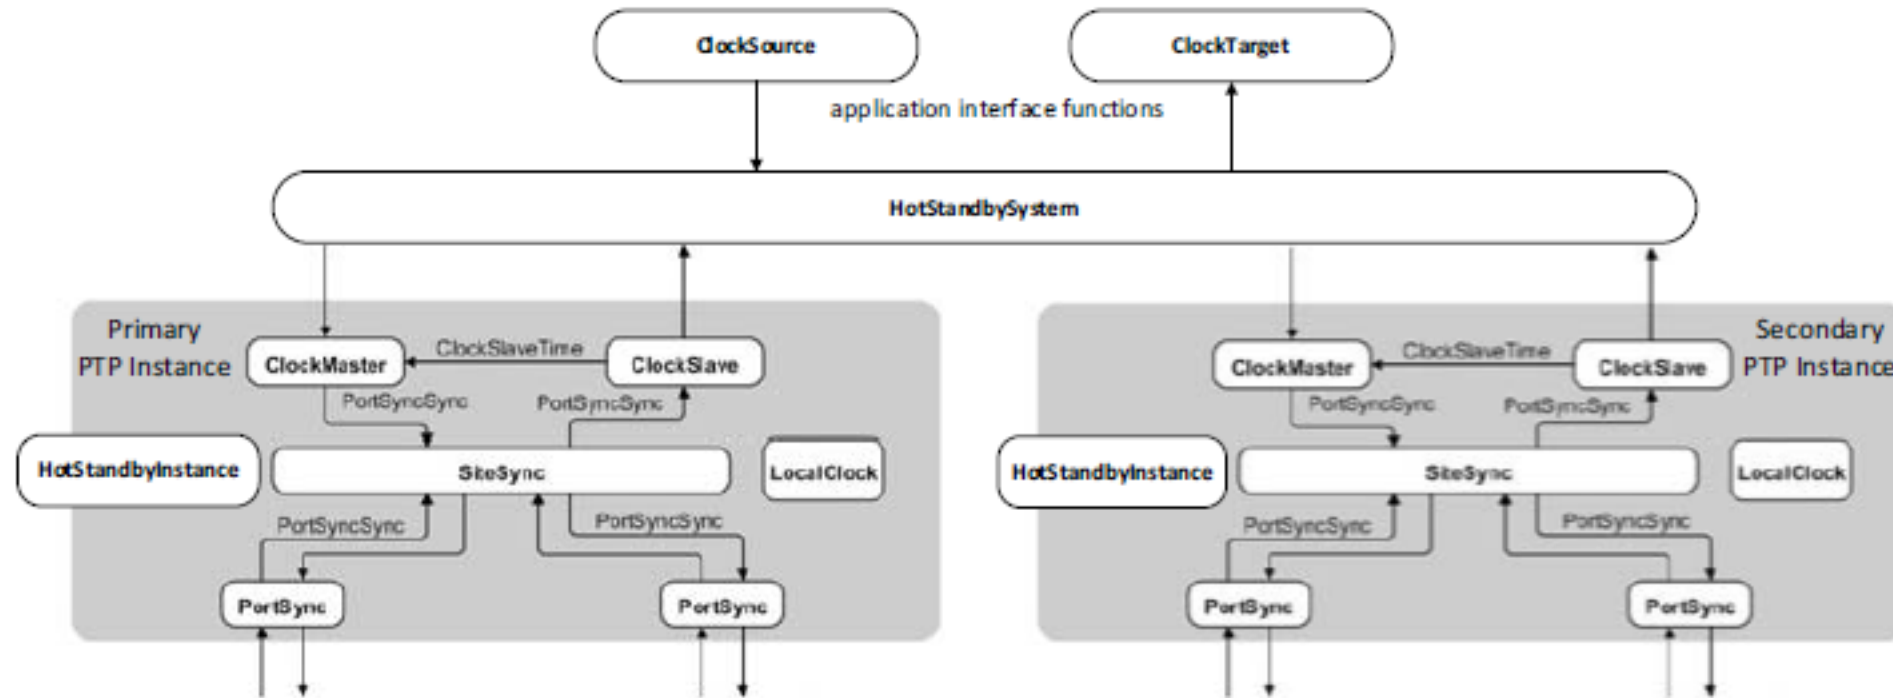 ClockSource
ClockTarget
application interface functions
HotStandbySystem
Primary
PTP Instance
ClockMaster
ClockSlaveTime
ClockSlave
PortSyncSync
PortSyncSync
HotStandbyInstance
SiteSync
LocalClock
PortSyncSync
PortSyncSync
PortSync
PortSync
Secondary
PTP Instance
ClockMaster
ClockSlaveTime
ClockSlave
PortSyncSync
PortSyncSync
HotStandbyInstance
SiteSync
LocalClock
PortSyncSync
PortSyncSync
PortSync
PortSync